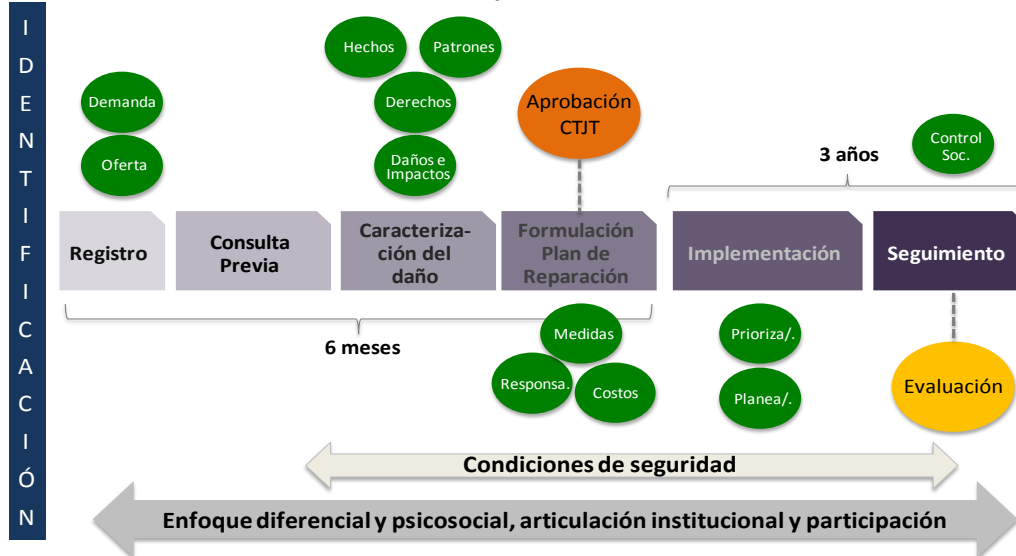 IDENTIFICACIÓN
Hechos
Patrones
Demanda
Derechos
Aprobación
CTJT
Oferta
Daños e
Impactos
3 años
Control
Soc.
Registro
Consulta
Previa
Caracteriza-
ción del
daño
Formulación
Plan de
Reparación
Implementación
Seguimiento
6 meses
Medidas
Responsa.
Costos
Prioriza/.
Planea/.
Evaluación
Condiciones de seguridad
Enfoque diferencial y psicosocial, articulación institucional y participación